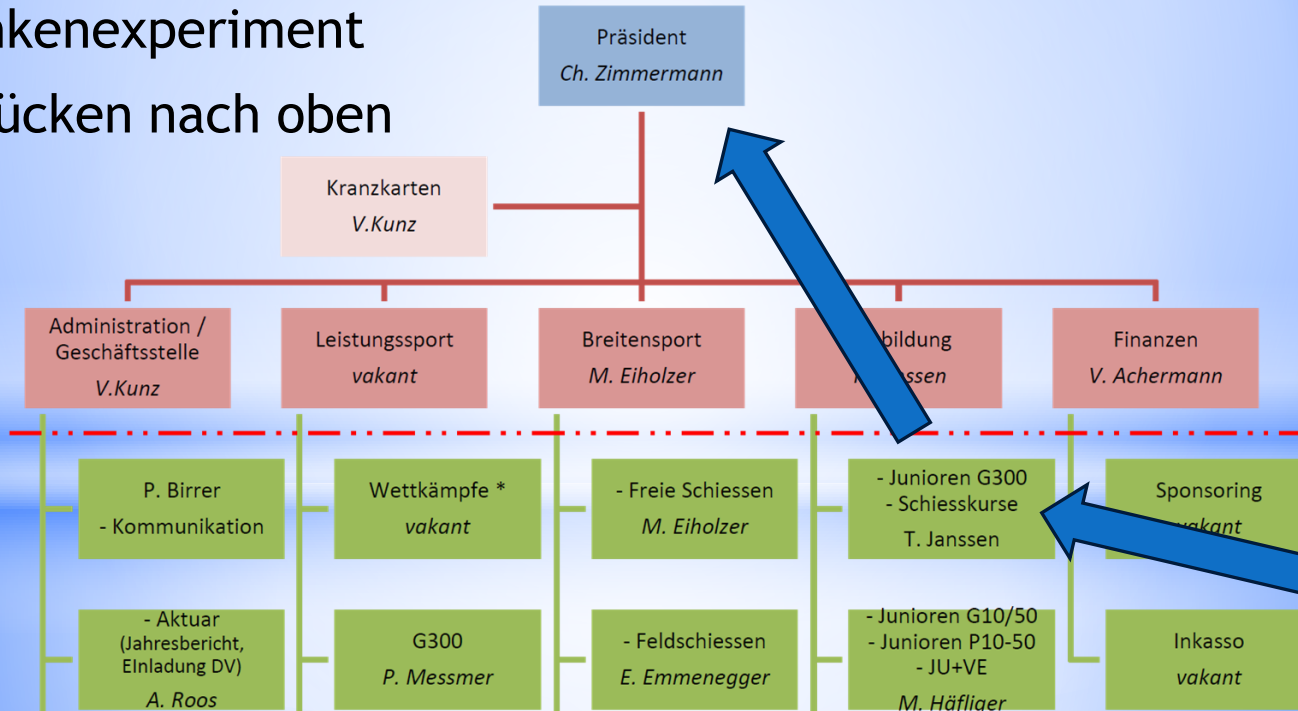 nkenexperiment
ücken nach oben
Präsident
Ch. Zimmermann
Kranzkarten
V.Kunz
Administration /
Geschäftsstelle
V.Kunz
Leistungssport
vakant
Breitensport
M. Eiholzer
bildung
ssen
Finanzen
V. Achermann
P. Birrer
- Kommunikation
Wettkämpfe *
vakant
- Freie Schiessen
M. Eiholzer
- Junioren G300
- Schiesskurse
T. Janssen
Sponsoring
vakant
- Aktuar
(Jahresbericht,
EInladung DV)
A. Roos
G300
P. Messmer
- Feldschiessen
E. Emmenegger
- Junioren G10/50
- Junioren P10-50
- JU+VE
M. Häfliger
Inkasso
vakant